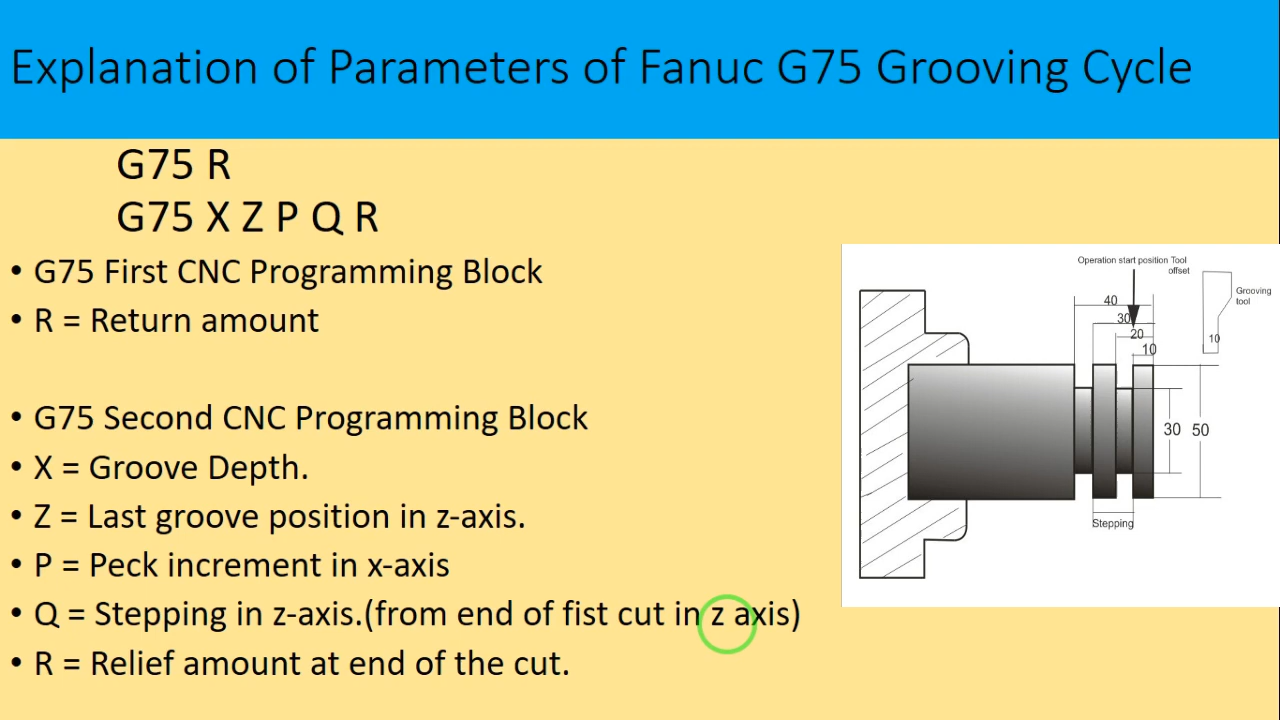 Explanation of Parameters of Fanuc G75 Grooving Cycle
G75 R
G75 X Z P Q R
• G75 First CNC Programming Block
• R = Return amount
• G75 Second CNC Programming Block
• X = Groove Depth.
• Z = Last groove position in z-axis.
• P = Peck increment in x-axis
• Q = Stepping in z-axis.(from end of fist cut in z axis)
• R = Relief amount at end of the cut.
Operation start position Tool
offset
Grooving
tool
40
30
20
10
10
30 50
Stepping